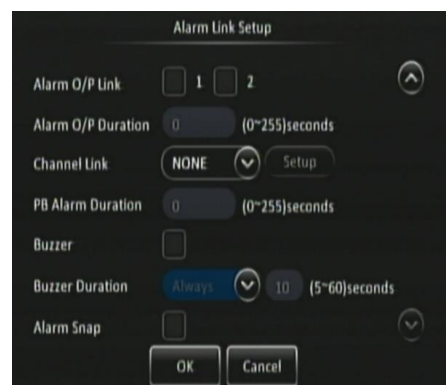 Alarm Link Setup
Alarm O/P Link 1 2
Alarm O/P Duration 0 (0~255)seconds
Channel Link NONE Setup
PB Alarm Duration 0 (0~255)seconds
Buzzer
Buzzer Duration Always 10 (5~60)seconds
Alarm Snap
OK Cancel